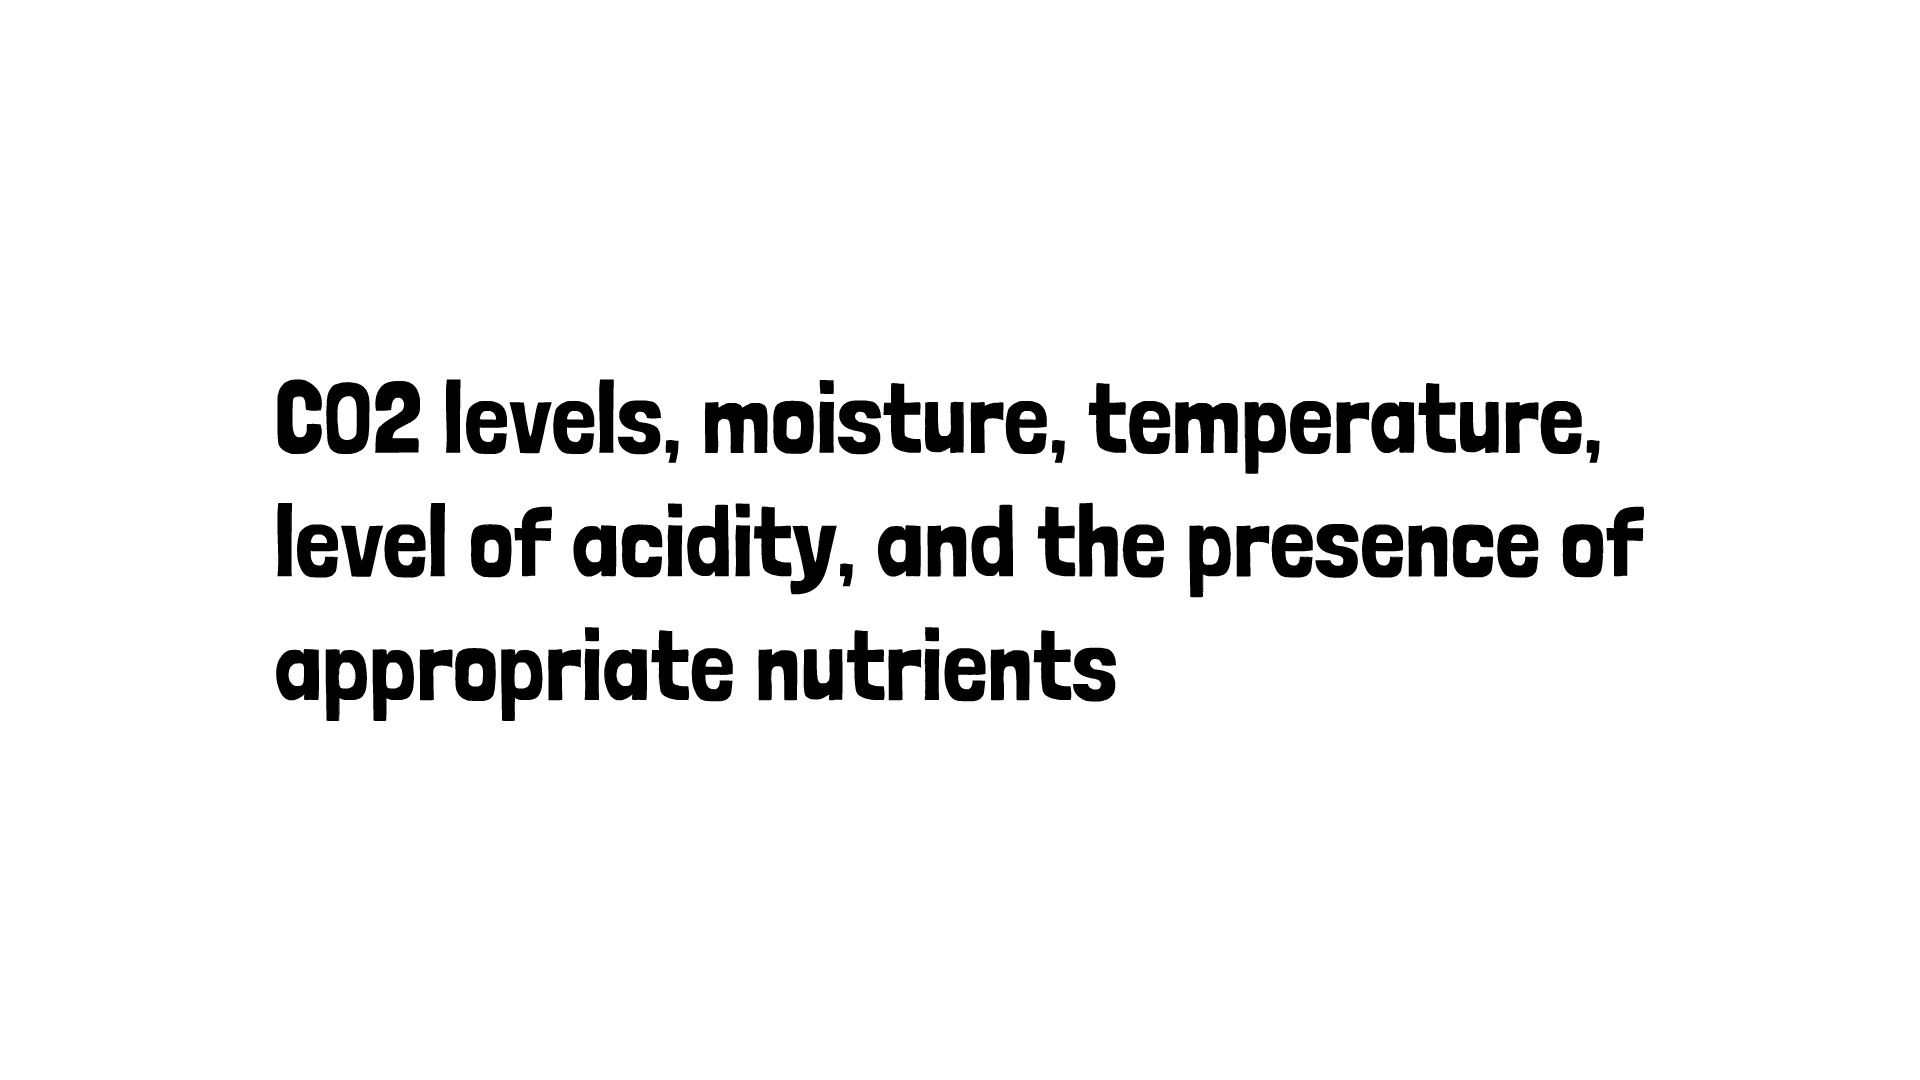 CO2 levels, moisture, temperature,
level of acidity, and the presence of
appropriate nutrients